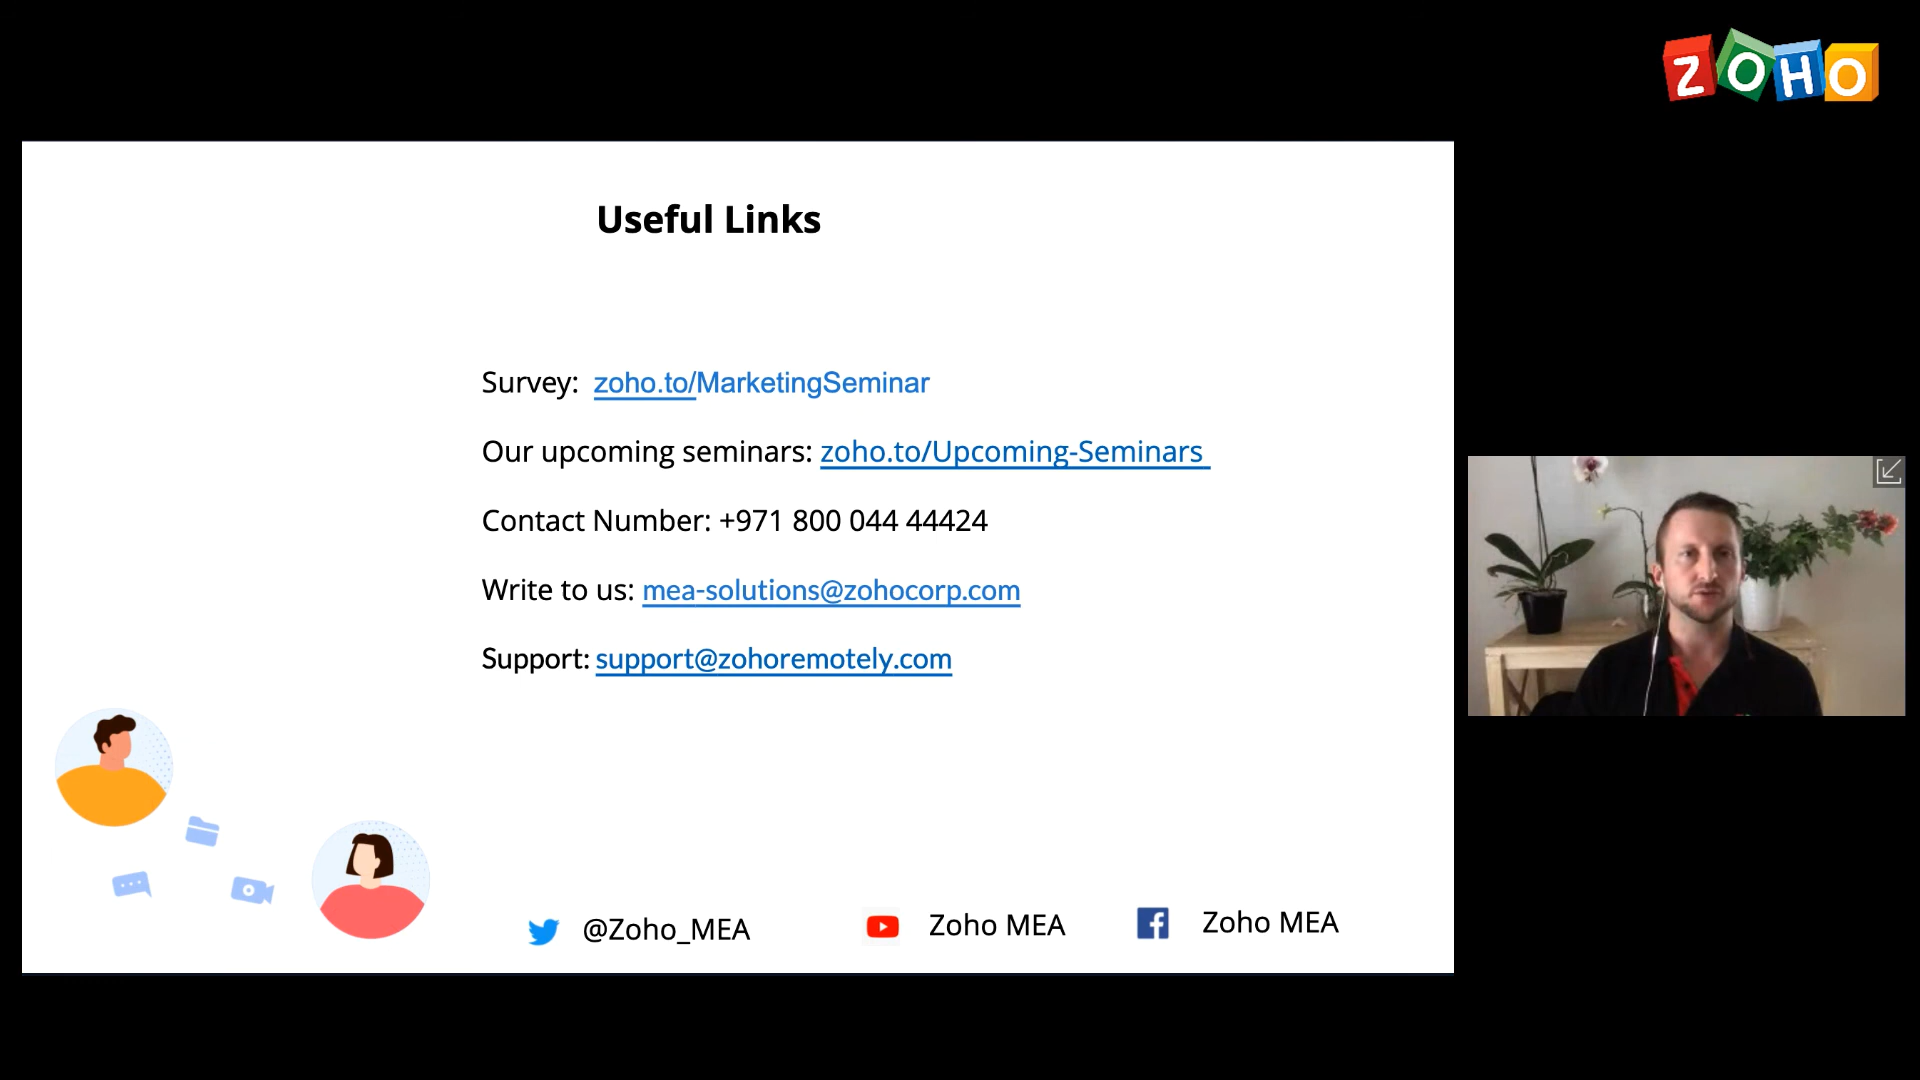 ZOHO
Useful Links
Survey: zoho.to/MarketingSeminar
Our upcoming seminars: zoho.to/Upcoming-Seminars
Contact Number: +971 800 044 44424
Write to us: mea-solutions@zohocorp.com
Support: support@zohoremotely.com
@Zoho_MEA
Zoho MEA
Zoho MEA